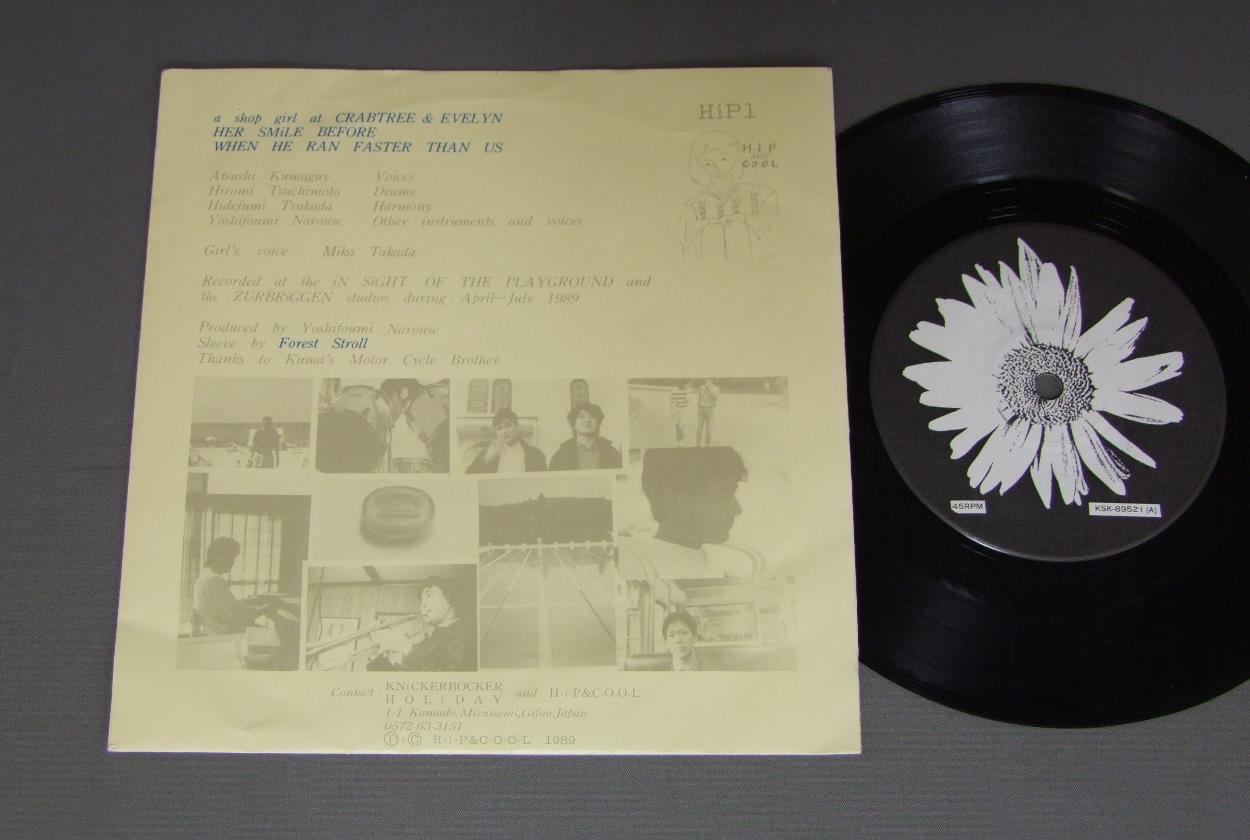 a shop girl at CRABTREE & EVELYN
HER SMiLE BEFORE
WHEN HE RAN FASTER THAN US
Atsushi Kumaguy Voices
Hiromi Tsuchimoto Drums
Hidefumi Tsukada Harmony
Yoshifoumi Narouse Other instruments and voices
Girl's voice Mika Takada
Recorded at the iN SiGHT OF THE PLAYGROUND and
the ZURBRiGGEN studios during April—July 1989
Produced by Yoshifoumi Narouse
Sleeve by Forest Stroll
Thanks to Kuma's Motor Cycle Brother
HiP1
HiP
AND
COOL
Contact KNiCKERBOCKER HOLiDAY and H-i-P&C-O-O-L
1-1 Kamado, Mizunami, Gifou, Japan
0572-63-3151
Ⓟ+Ⓒ H-i-P&C-O-O-L 1989
45RPM
KSK-89521 (A)